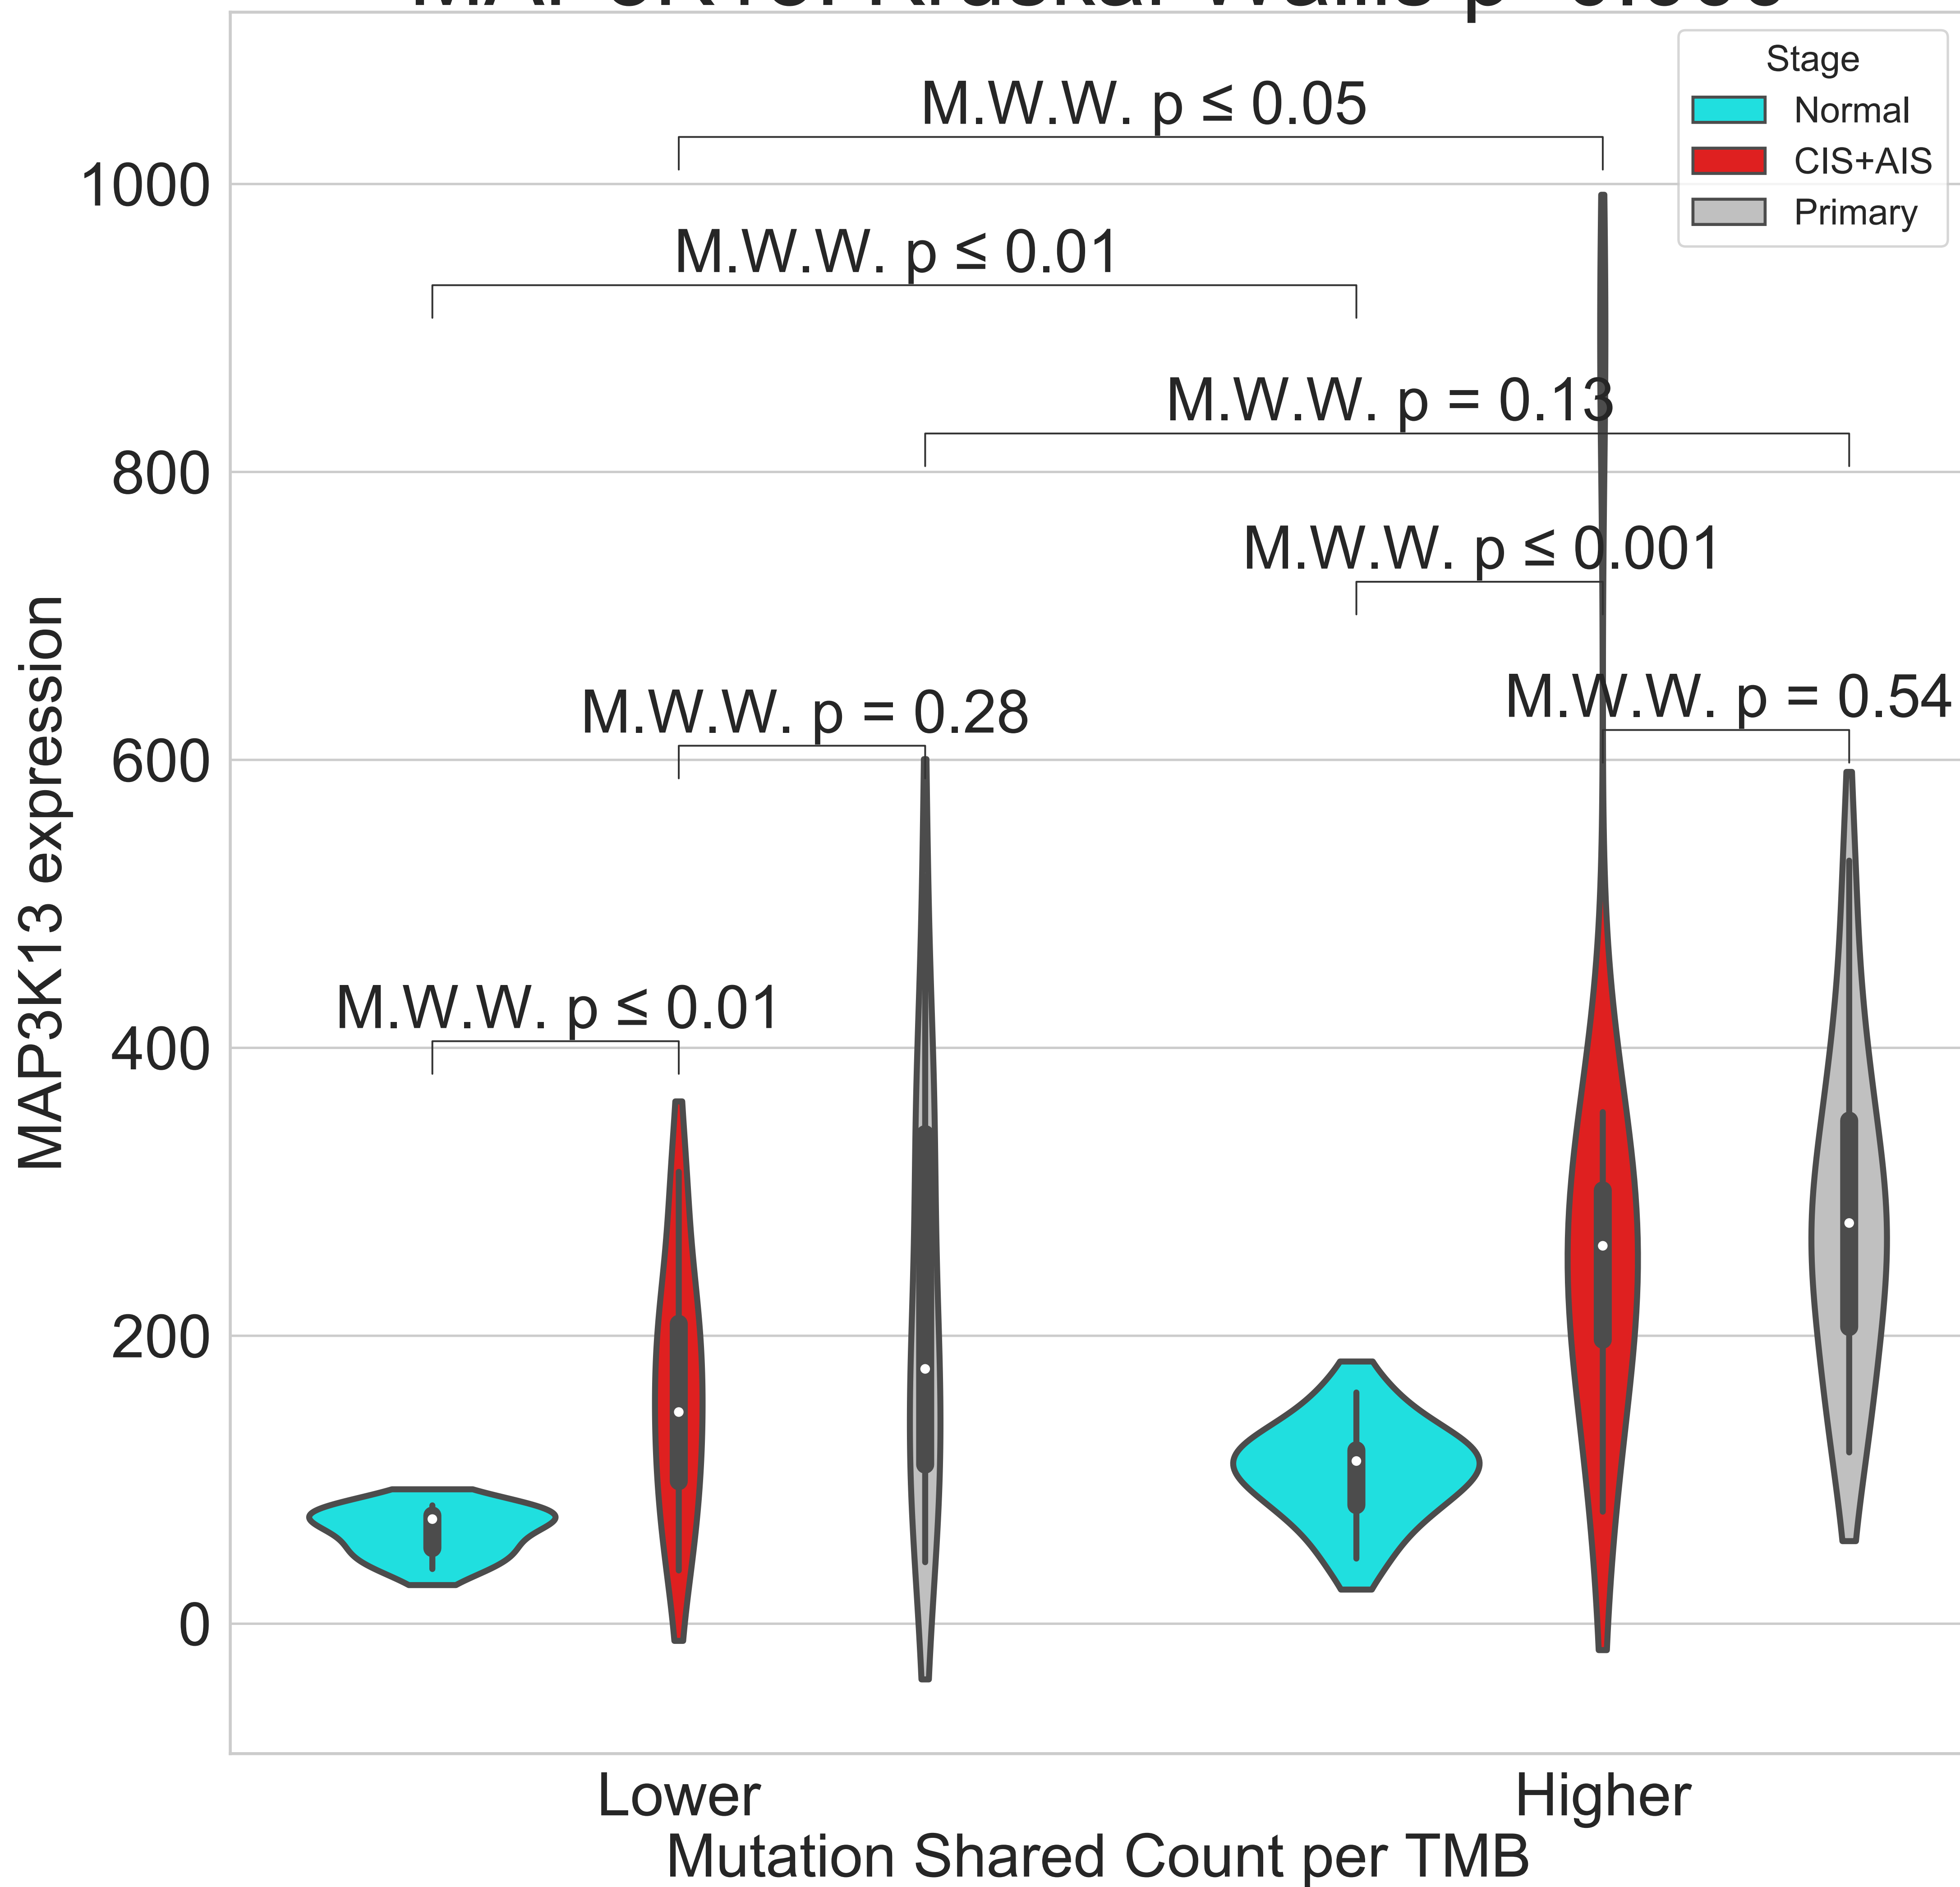 Stage
Normal
CIS+AIS
Primary
M.W.W. p ≤ 0.05
M.W.W. p ≤ 0.01
M.W.W. p = 0.13
M.W.W. p ≤ 0.001
M.W.W. p = 0.28
M.W.W. p = 0.54
M.W.W. p ≤ 0.01
MAP3K13 expression
1000
800
600
400
200
0
Lower
Higher
Mutation Shared Count per TMB